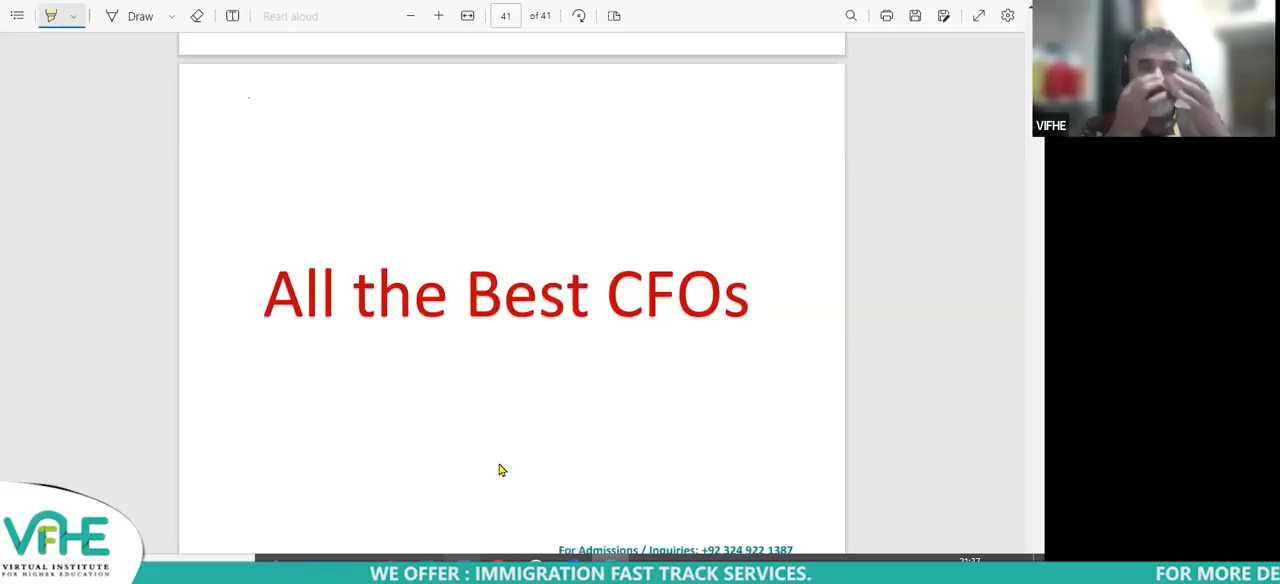 Draw
Read aloud
41
of 41
VIFHE
All the Best CFOs
For Admissions / Inquiries: +92 324 922 1387
VIFHE
VIRTUAL INSTITUTE
FOR HIGHER EDUCATION
WE OFFER : IMMIGRATION FAST TRACK SERVICES.
FOR MORE DE